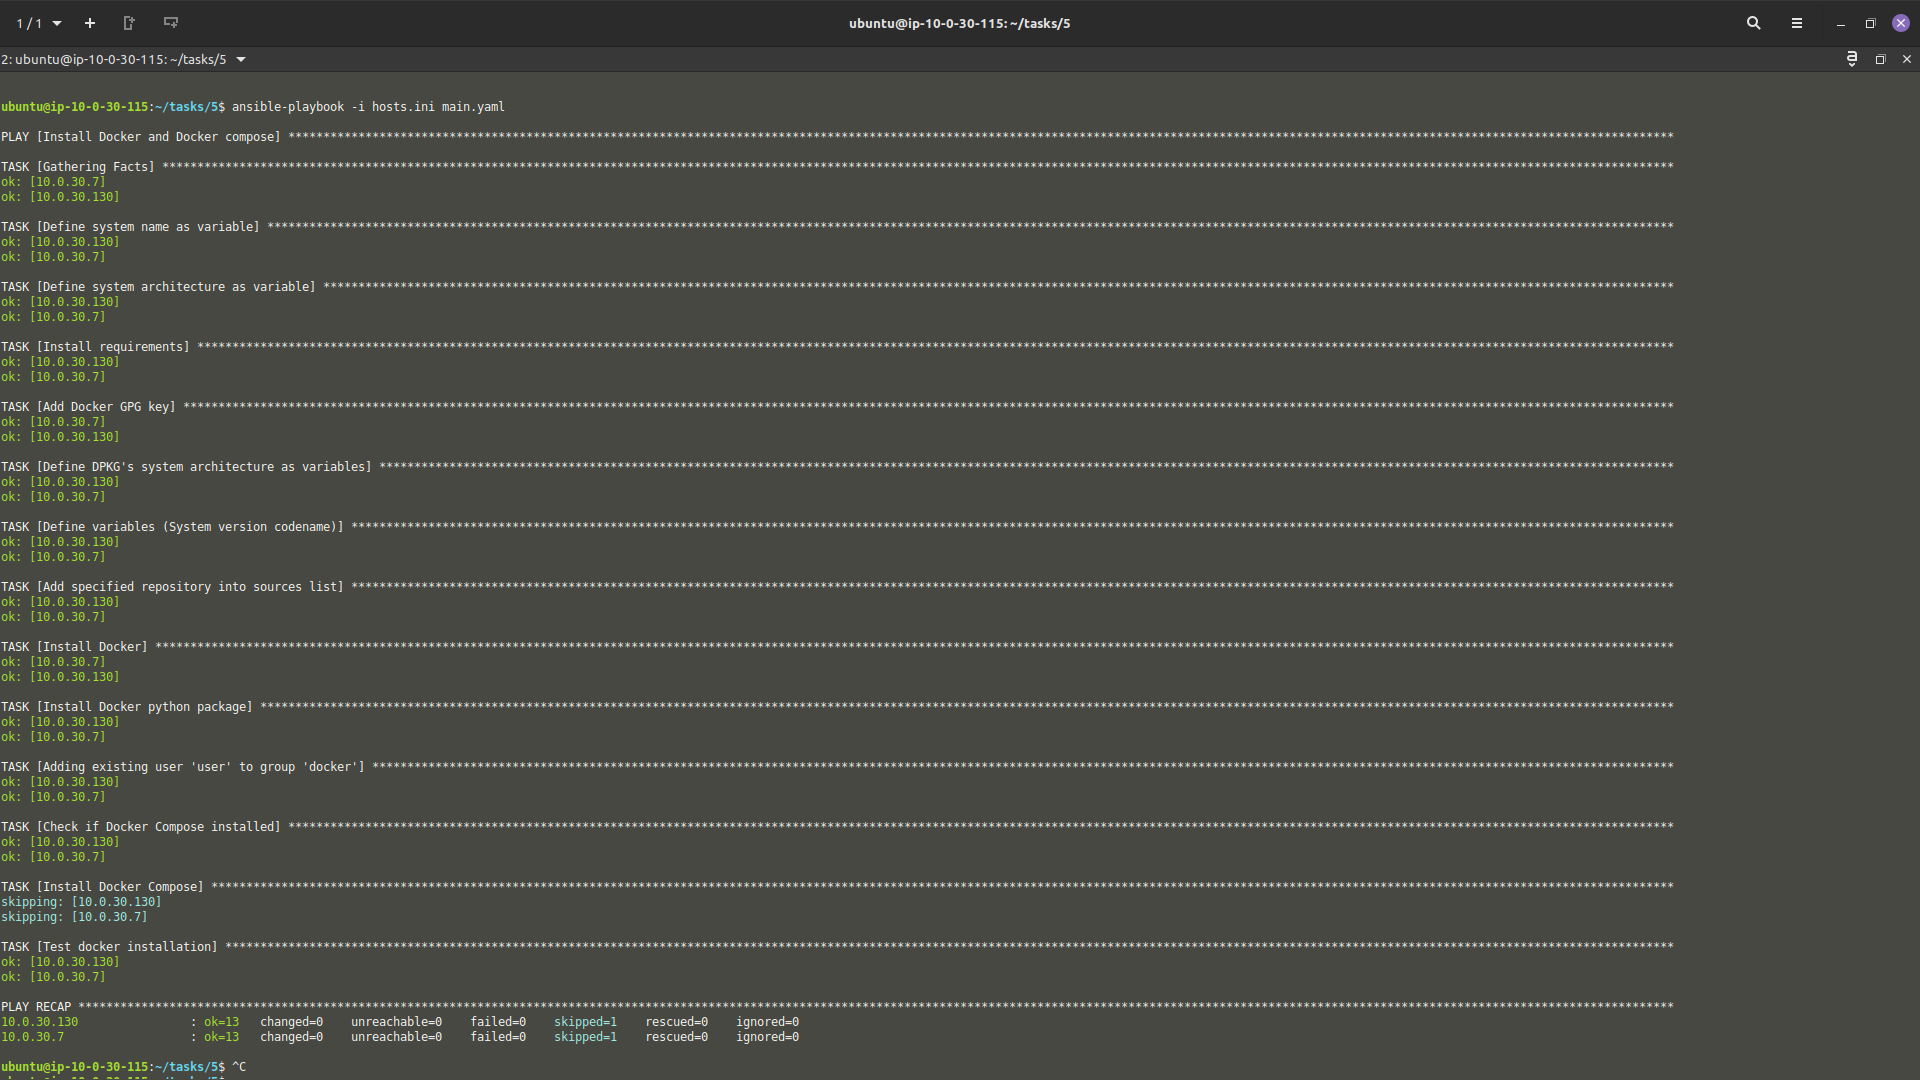 1 / 1
ubuntu@ip-10-0-30-115: ~/tasks/5
2: ubuntu@ip-10-0-30-115: ~/tasks/5
ubuntu@ip-10-0-30-115:~/tasks/5$ ansible-playbook -i hosts.ini main.yaml
PLAY [Install Docker and Docker compose] ******************************************************************************************************************************************************************************************************
TASK [Gathering Facts] ************************************************************************************************************************************************************************************************************************
ok: [10.0.30.7]
ok: [10.0.30.130]
TASK [Define system name as variable] *********************************************************************************************************************************************************************************************************
ok: [10.0.30.130]
ok: [10.0.30.7]
TASK [Define system architecture as variable] *************************************************************************************************************************************************************************************************
ok: [10.0.30.130]
ok: [10.0.30.7]
TASK [Install requirements] *******************************************************************************************************************************************************************************************************************
ok: [10.0.30.130]
ok: [10.0.30.7]
TASK [Add Docker GPG key] *********************************************************************************************************************************************************************************************************************
ok: [10.0.30.7]
ok: [10.0.30.130]
TASK [Define DPKG's system architecture as variables] *****************************************************************************************************************************************************************************************
ok: [10.0.30.130]
ok: [10.0.30.7]
TASK [Define variables (System version codename)] *********************************************************************************************************************************************************************************************
ok: [10.0.30.130]
ok: [10.0.30.7]
TASK [Add specified repository into sources list] *********************************************************************************************************************************************************************************************
ok: [10.0.30.130]
ok: [10.0.30.7]
TASK [Install Docker] *************************************************************************************************************************************************************************************************************************
ok: [10.0.30.7]
ok: [10.0.30.130]
TASK [Install Docker python package] **********************************************************************************************************************************************************************************************************
ok: [10.0.30.130]
ok: [10.0.30.7]
TASK [Adding existing user 'user' to group 'docker'] ******************************************************************************************************************************************************************************************
ok: [10.0.30.130]
ok: [10.0.30.7]
TASK [Check if Docker Compose installed] ******************************************************************************************************************************************************************************************************
ok: [10.0.30.130]
ok: [10.0.30.7]
TASK [Install Docker Compose] *****************************************************************************************************************************************************************************************************************
skipping: [10.0.30.130]
skipping: [10.0.30.7]
TASK [Test docker installation] ***************************************************************************************************************************************************************************************************************
ok: [10.0.30.130]
ok: [10.0.30.7]
PLAY RECAP ************************************************************************************************************************************************************************************************************************************
10.0.30.130 : ok=13 changed=0 unreachable=0 failed=0 skipped=1 rescued=0 ignored=0
10.0.30.7 : ok=13 changed=0 unreachable=0 failed=0 skipped=1 rescued=0 ignored=0
ubuntu@ip-10-0-30-115:~/tasks/5$ ^C